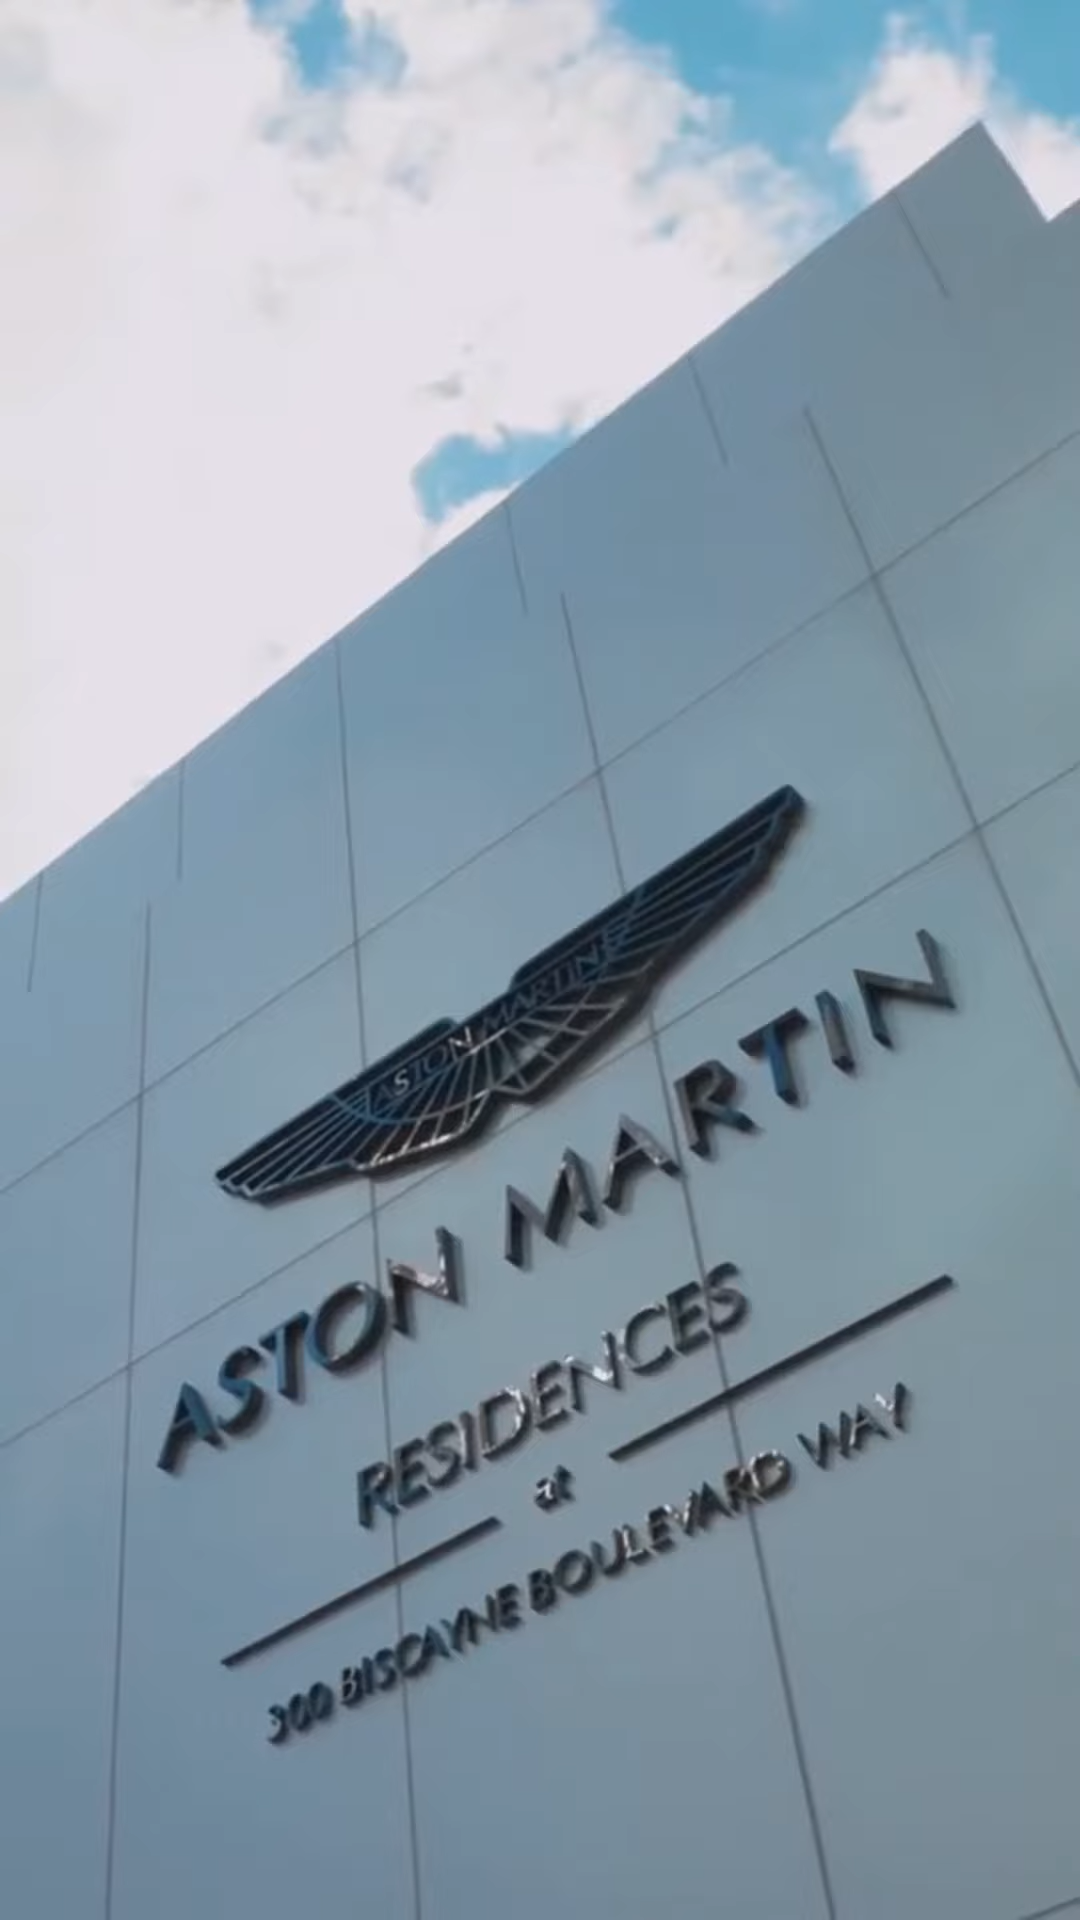 ASTON MARTIN
ASTON MARTIN
RESIDENCES
at
300 BISCAYNE BOULEVARD WAY